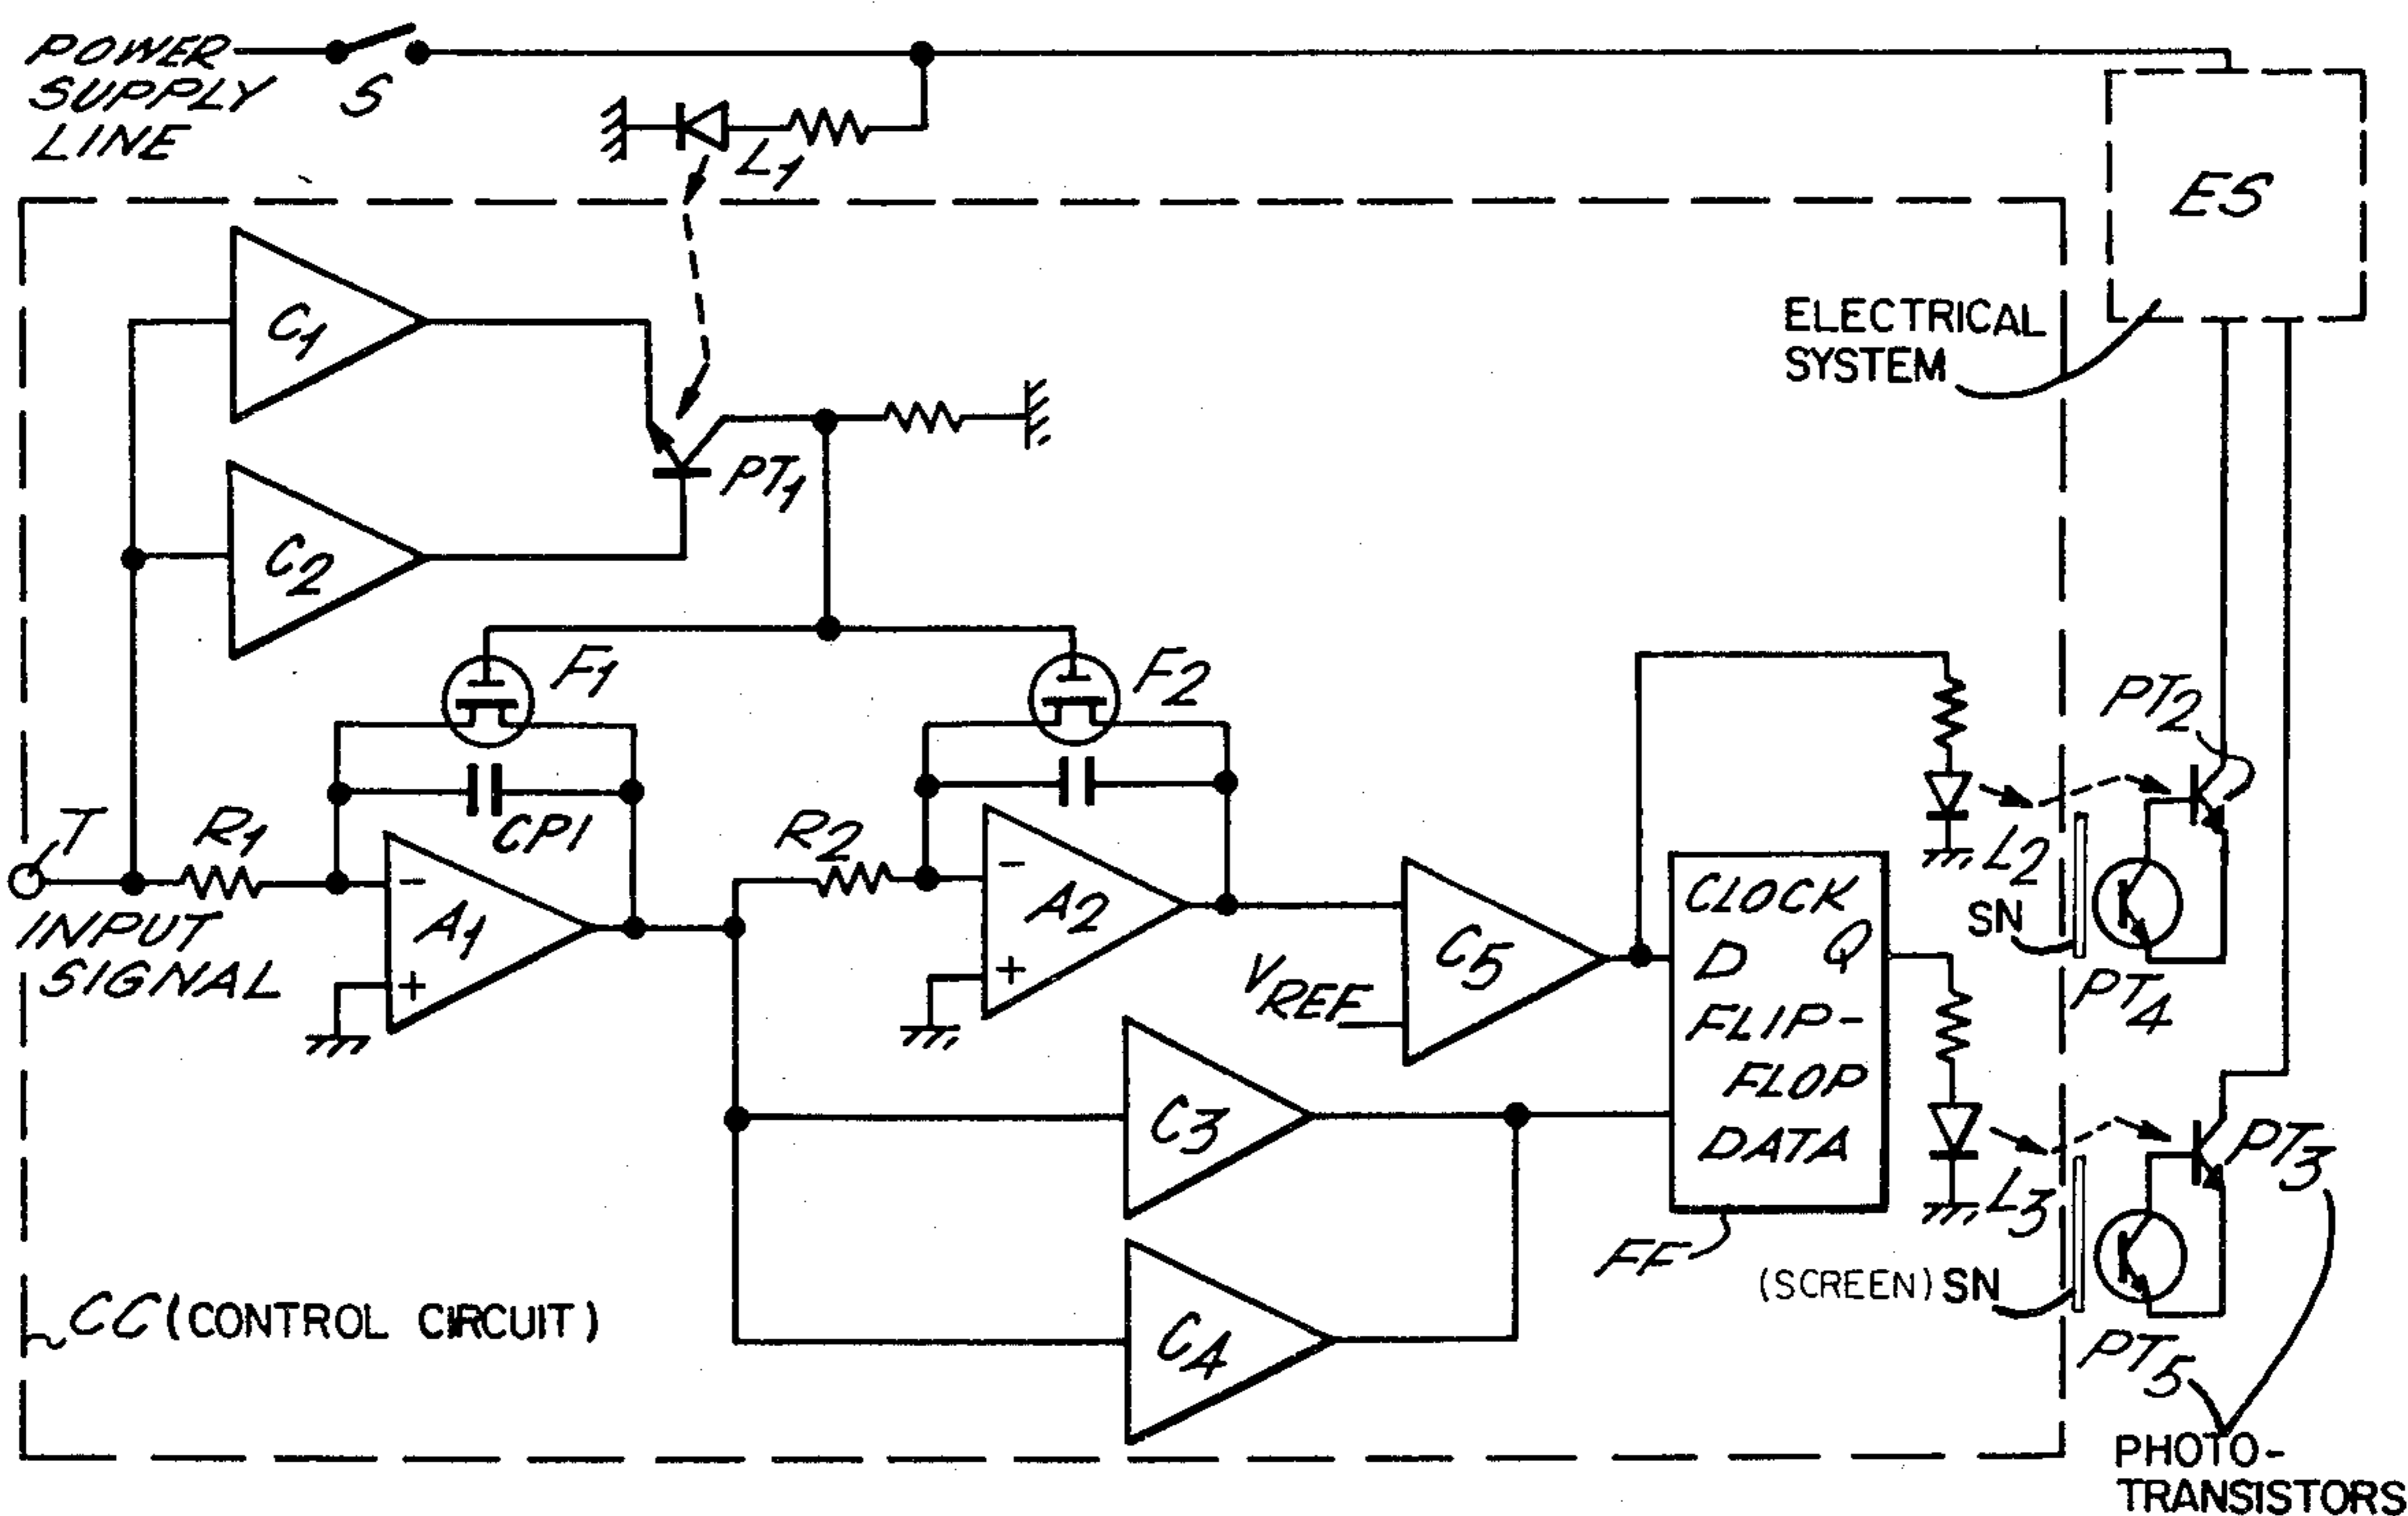 POWER
SUPPLY
LINE
S
L1
ES
C1
ELECTRICAL
SYSTEM
PT1
C2
F1
F2
PT2
T
R1
CPI
R2
L2
INPUT
SIGNAL
-
A1
+
-
A2
+
VREF
C5
CLOCK
D Q
FLIP-
FLOP
DATA
SN
PT4
C3
PT3
L3
FF
(SCREEN) SN
C4
CC (CONTROL CIRCUIT)
PT5
PHOTO-
TRANSISTORS